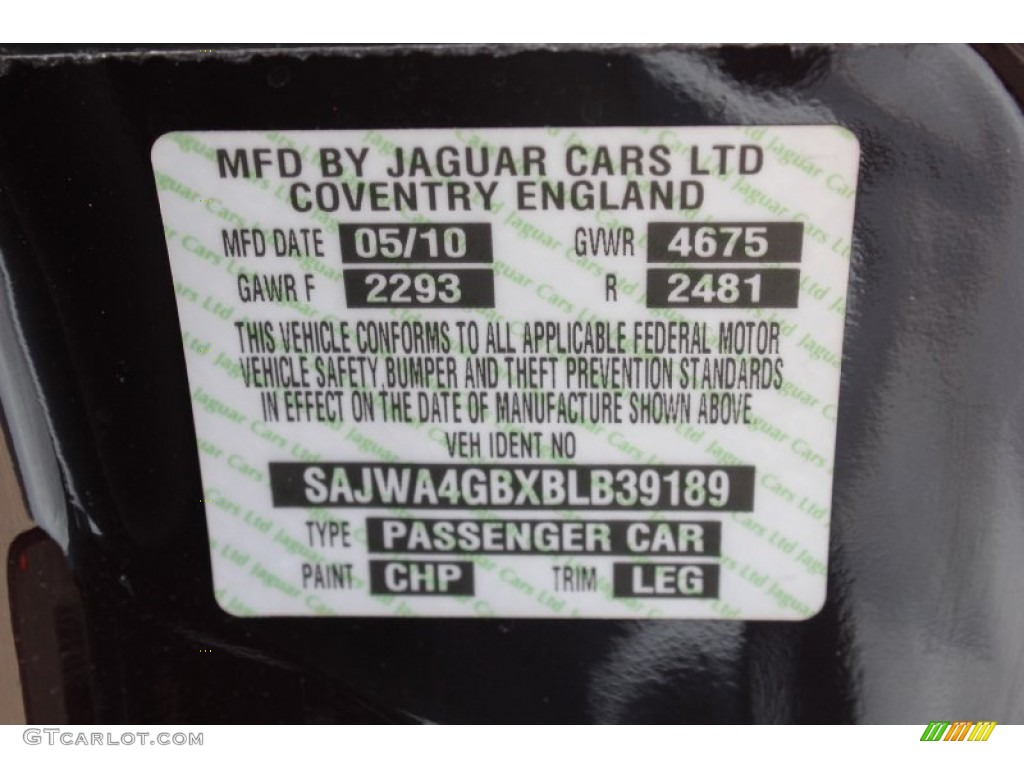 MFD BY JAGUAR CARS LTD
COVENTRY ENGLAND
MFD DATE 05/10 GVWR 4675
GAWR F 2293 R 2481
THIS VEHICLE CONFORMS TO ALL APPLICABLE FEDERAL MOTOR
VEHICLE SAFETY,BUMPER AND THEFT PREVENTION STANDARDS
IN EFFECT ON THE DATE OF MANUFACTURE SHOWN ABOVE.
VEH IDENT NO
SAJWA4GBXBLB39189
TYPE PASSENGER CAR
PAINT CHP TRIM LEG
GTCARLOT.COM